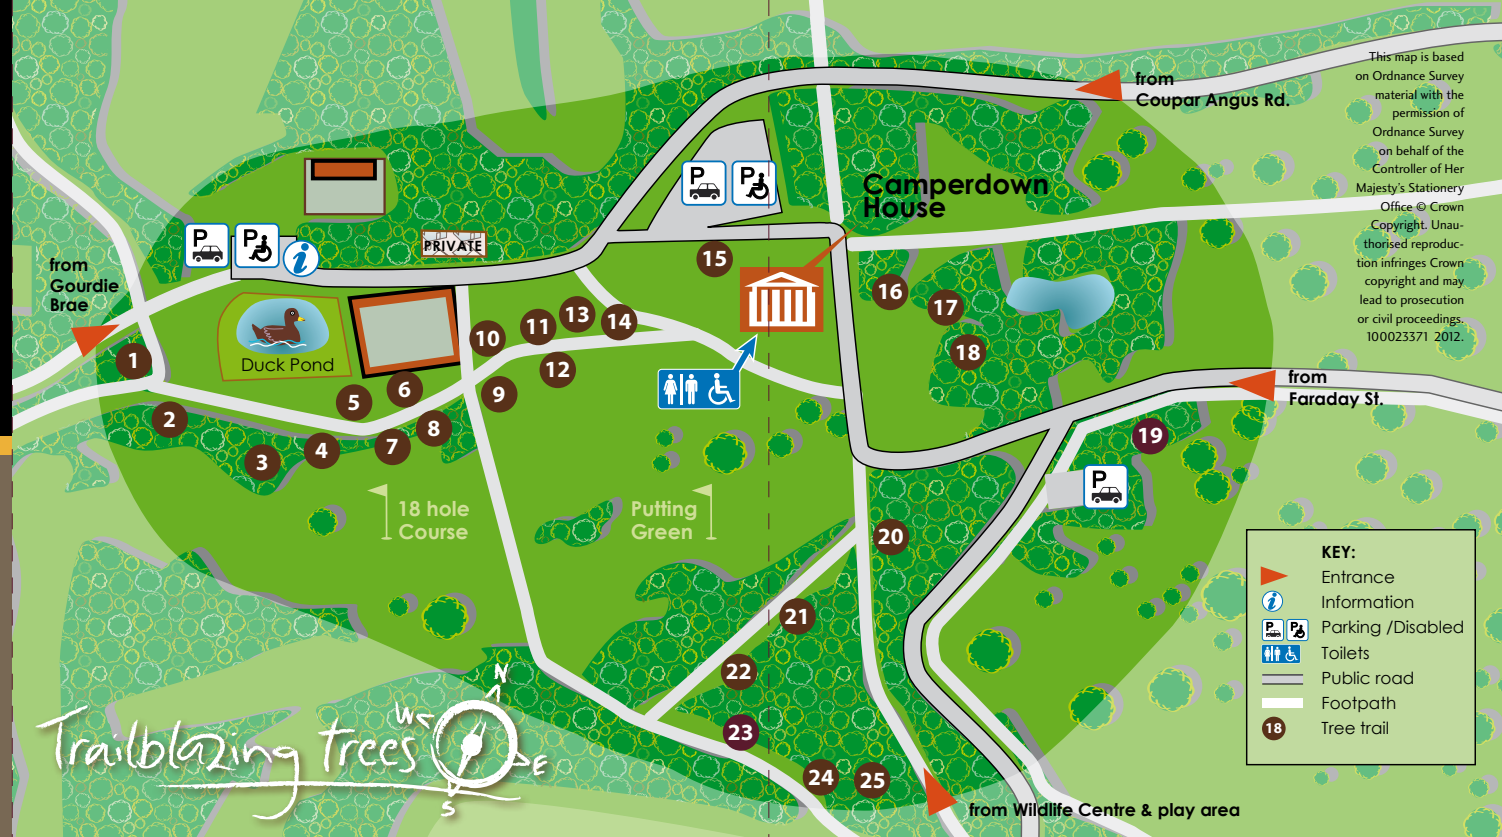 from
Coupar Angus Rd.
This map is based
on Ordnance Survey
material with the
permission of
Ordnance Survey
on behalf of the
Controller of Her
Majesty's Stationery
Office © Crown
Copyright. Unau-
thorised reproduc-
tion infringes Crown
copyright and may
lead to prosecution
or civil proceedings.
100023371 2012.
P
P
Camperdown
House
P
P
i
PRIVATE
from
Gourdie
Brae
15
16
17
18
13
14
11
10
12
9
Duck Pond
1
2
3
4
5
6
7
8
from
Faraday St.
19
P
18 hole
Course
Putting
Green
20
21
22
23
24
25
KEY:
Entrance
i
Information
P
P
Parking /Disabled
Toilets
Public road
Footpath
18
Tree trail
Trailblazing trees
N
W
E
S
from Wildlife Centre & play area